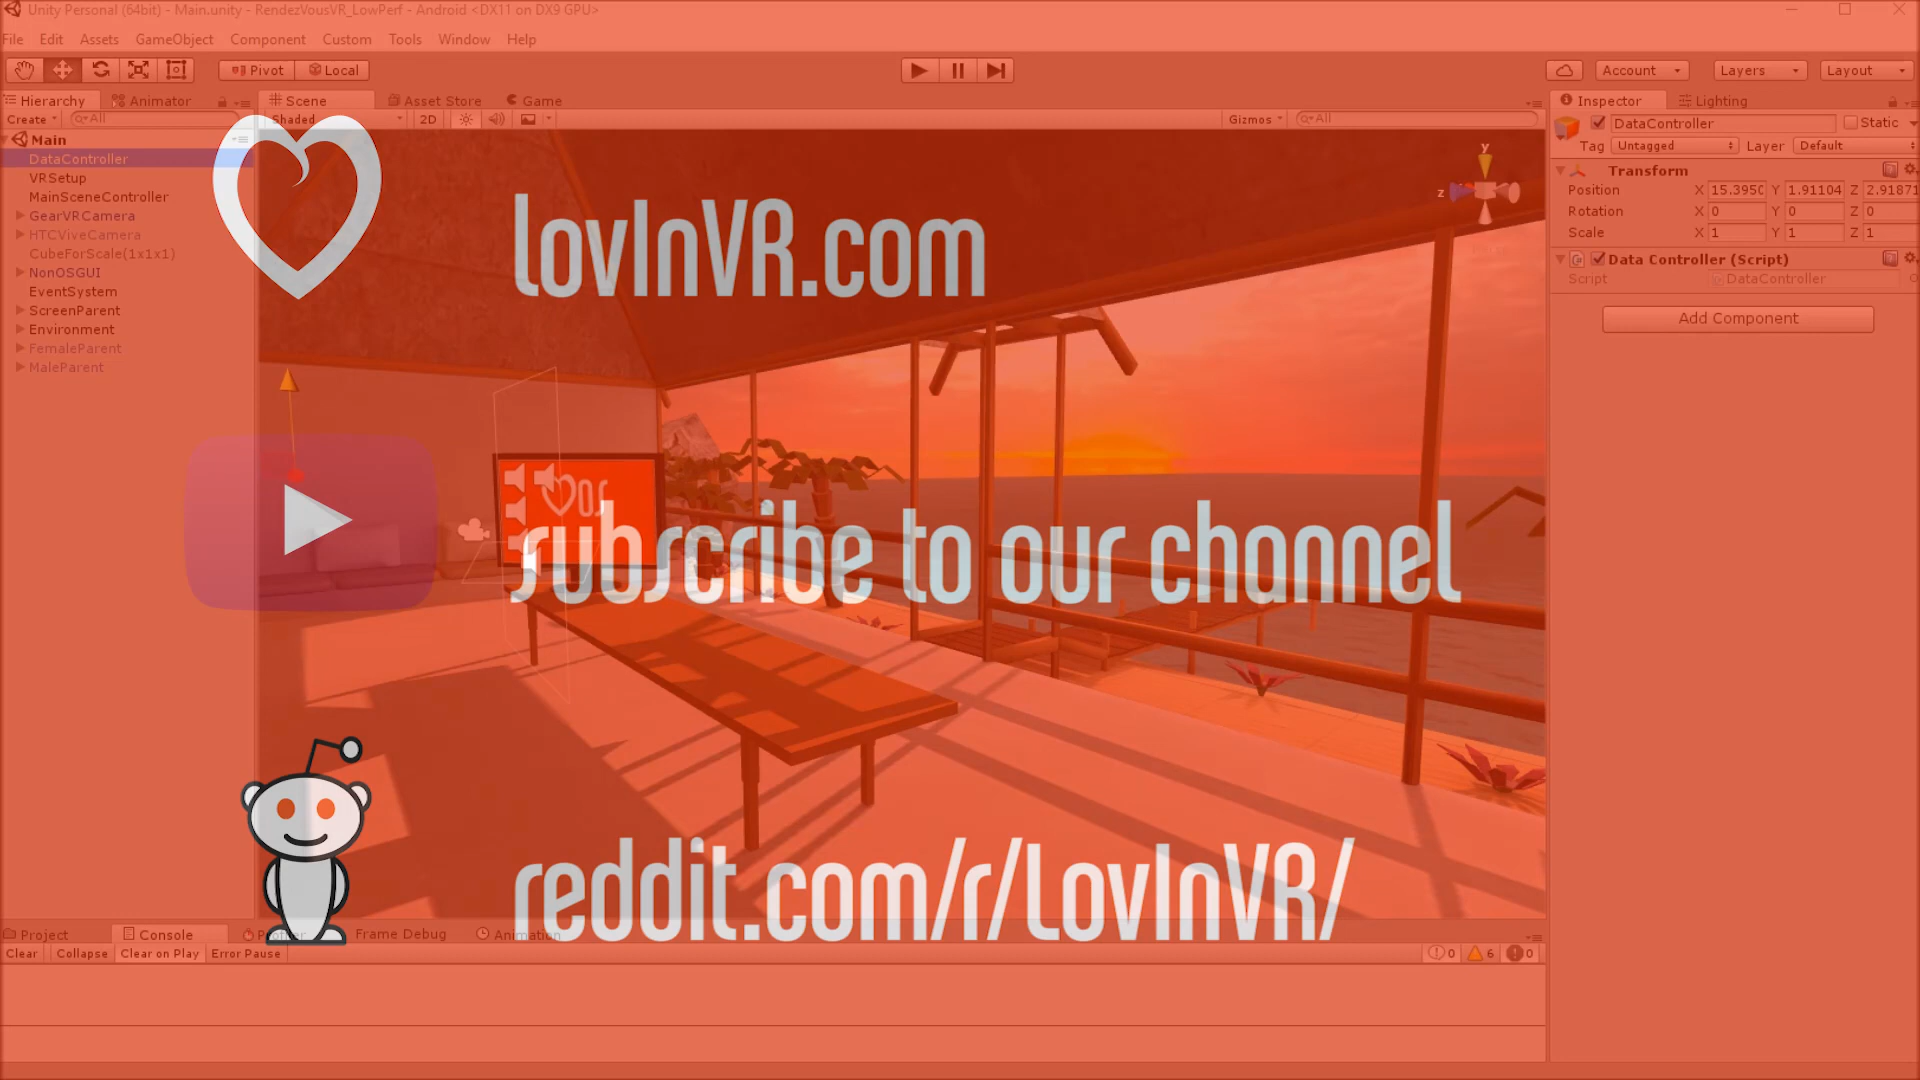 Unity Personal (64bit) - Main.unity - RendezVousVR_LowPerf - Android <DX11 on DX9 GPU>
File Edit Assets GameObject Component Custom Tools Window Help
Pivot Local Account Layers Layout
Hierarchy Animator Scene Asset Store Game Inspector Lighting
Create All Shaded 2D Gizmos All
DataController Static
Tag Untagged Layer Default
Main
DataController
VRSetup
MainSceneController
GearVRCamera
HTCViveCamera
CubeForScale(1x1x1)
NonOSGUI
EventSystem
ScreenParent
Environment
FemaleParent
MaleParent
y
z
Transform
Position X 15.395 Y 1.91104 Z 2.91871
Rotation X 0 Y 0 Z 0
Scale X 1 Y 1 Z 1
Data Controller (Script)
Script DataController
Add Component
lovInVR.com
subscribe to our channel
reddit.com/r/LovInVR/
Project Console Profiler Frame Debug Animation
Clear Collapse Clear on Play Error Pause 0 6 0